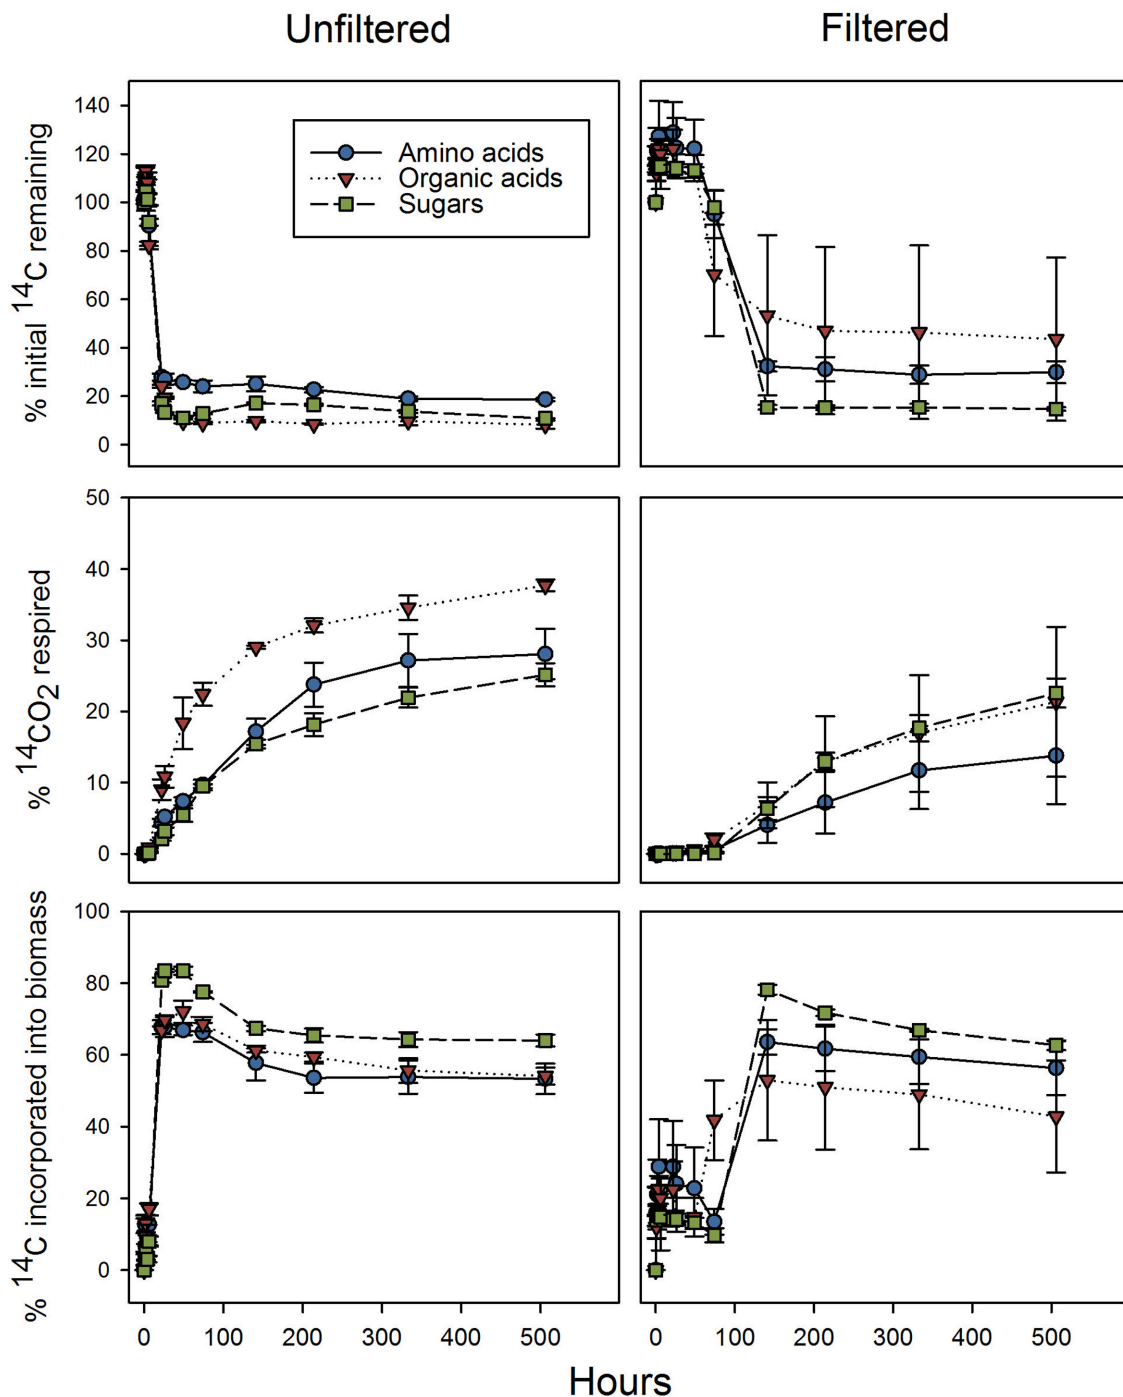 Unfiltered
Filtered
% initial ¹⁴C remaining
140
120
100
80
60
40
20
0
Amino acids
Organic acids
Sugars
% ¹⁴CO₂ respired
50
40
30
20
10
0
% ¹⁴C incorporated into biomass
100
80
60
40
20
0
0 100 200 300 400 500
0 100 200 300 400 500
Hours